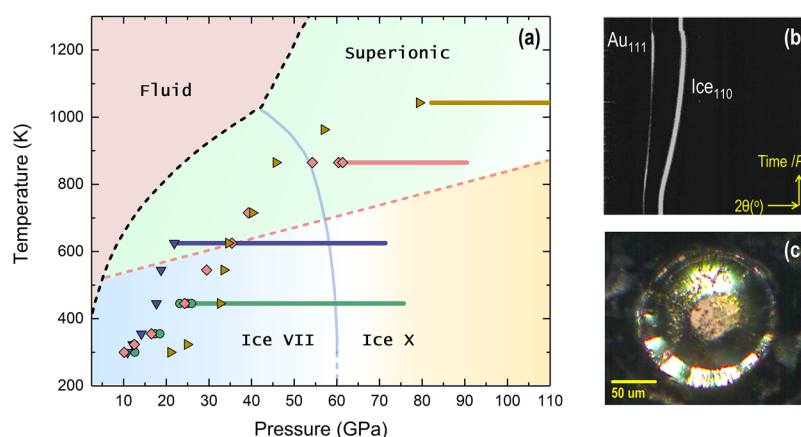 (a)
Superionic
Fluid
Ice VII
Ice X
1200
1000
800
600
400
200
Temperature (K)
10 20 30 40 50 60 70 80 90 100 110
Pressure (GPa)
(b)
Au111
Ice110
Time /P
2θ(º)
(c)
50 um